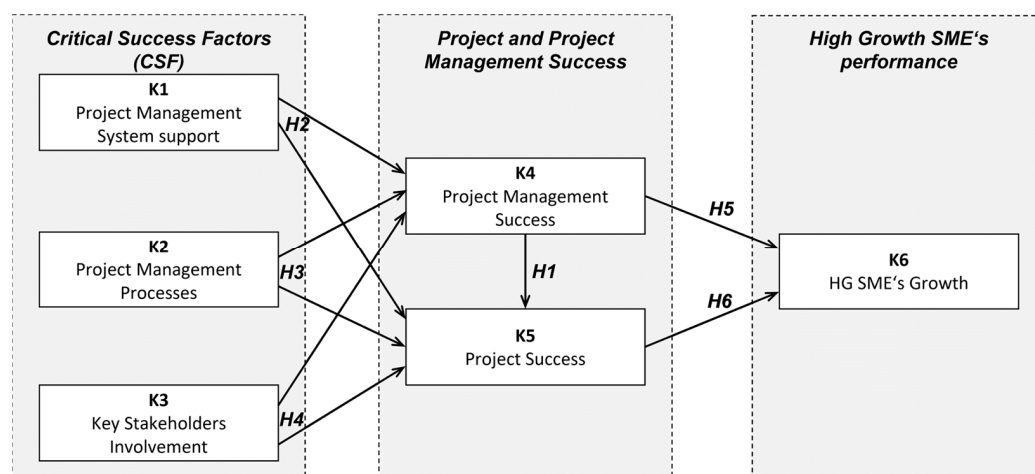 Critical Success Factors
(CSF)
K1
Project Management
System support
H2
K2
Project Management
Processes
H3
K3
Key Stakeholders
Involvement
H4
Project and Project
Management Success
K4
Project Management
Success
H1
K5
Project Success
H5
H6
High Growth SME‘s
performance
K6
HG SME‘s Growth